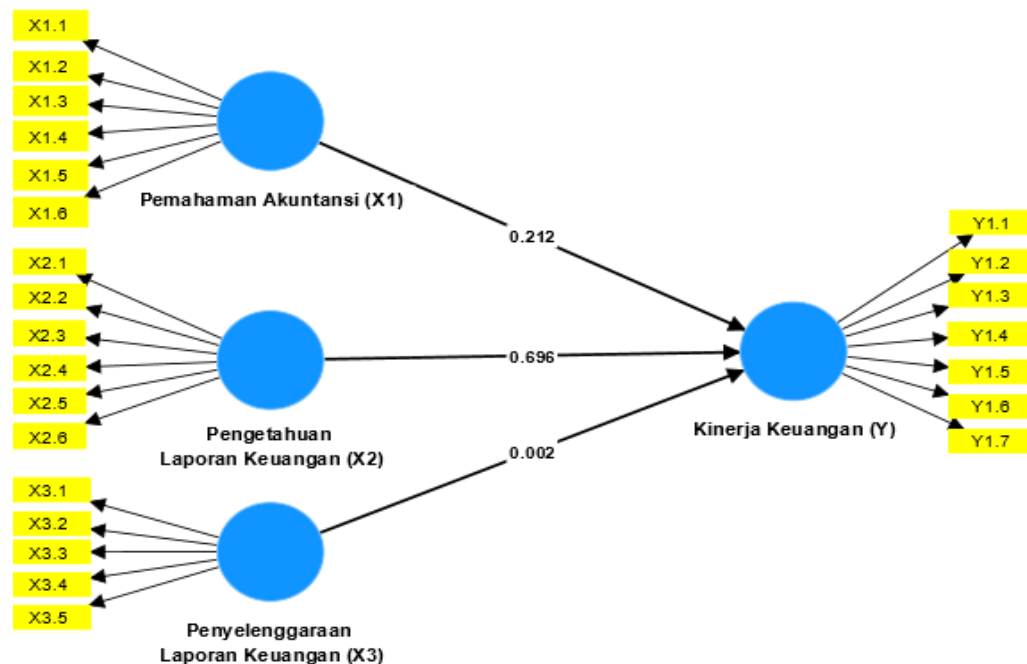 X1.1
X1.2
X1.3
X1.4
X1.5
X1.6
Pemahaman Akuntansi (X1)
0.212
X2.1
X2.2
X2.3
X2.4
X2.5
X2.6
Pengetahuan
Laporan Keuangan (X2)
0.696
X3.1
X3.2
X3.3
X3.4
X3.5
Penyelenggaraan
Laporan Keuangan (X3)
0.002
Y1.1
Y1.2
Y1.3
Y1.4
Y1.5
Y1.6
Y1.7
Kinerja Keuangan (Y)